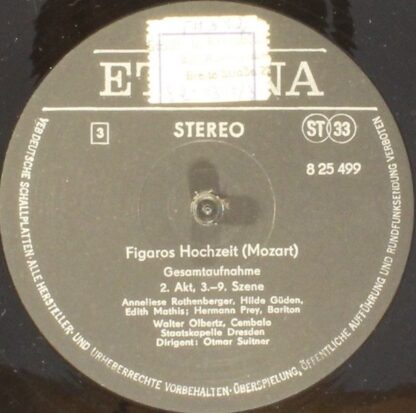 3
STEREO
ST 33
8 25 499
Figaros Hochzeit (Mozart)
Gesamtaufnahme
2. Akt, 3.–9. Szene
Anneliese Rothenberger, Hilde Güden,
Edith Mathis; Hermann Prey, Bariton
Walter Olbertz, Cembalo
Staatskapelle Dresden
Dirigent: Otmar Suitner
VEB DEUTSCHE SCHALLPLATTEN · ALLE HERSTELLER- UND URHEBERRECHTE VORBEHALTEN · ÜBERSPIELUNG, ÖFFENTLICHE AUFFÜHRUNG UND RUNDFUNKSENDUNG VERBOTEN